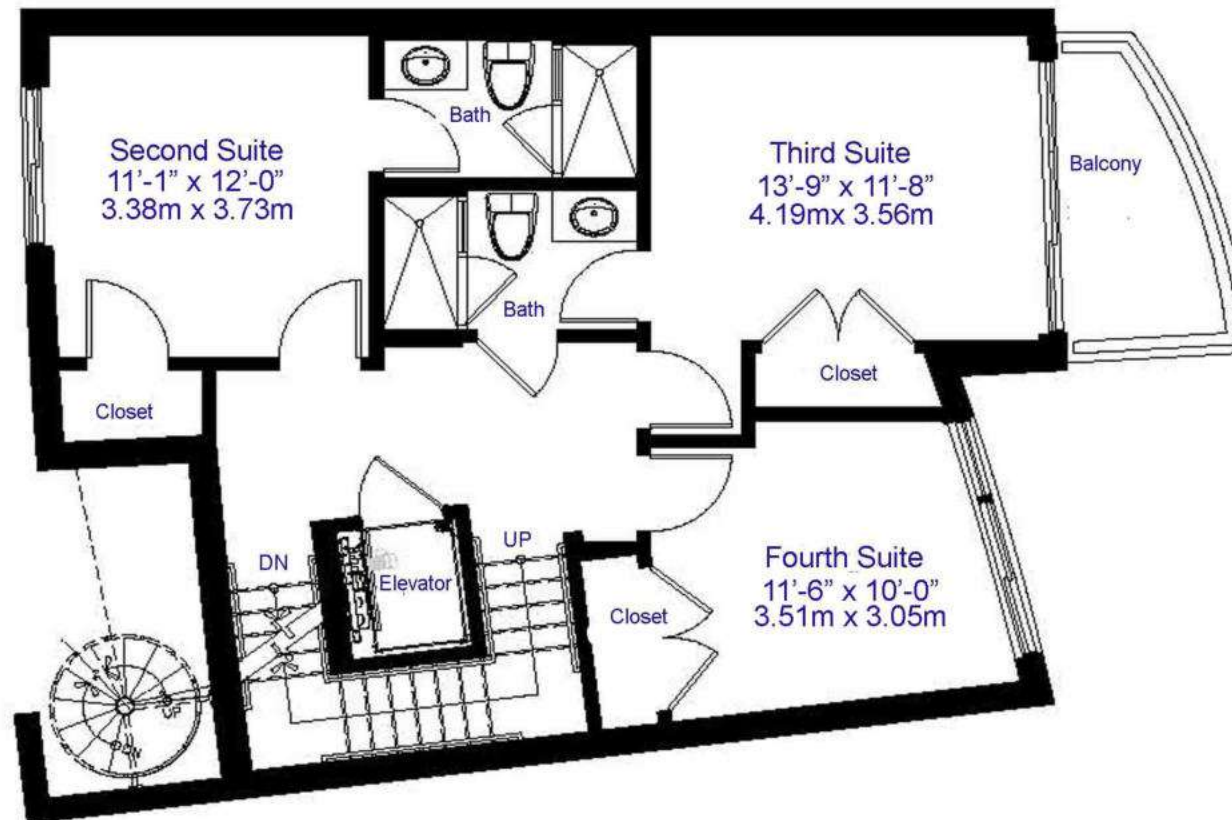 Second Suite
11'-1" x 12'-0"
3.38m x 3.73m
Bath
Third Suite
13'-9" x 11'-8"
4.19mx 3.56m
Balcony
Bath
Closet
Closet
DN
Elevator
UP
Closet
Fourth Suite
11'-6" x 10'-0"
3.51m x 3.05m
DN